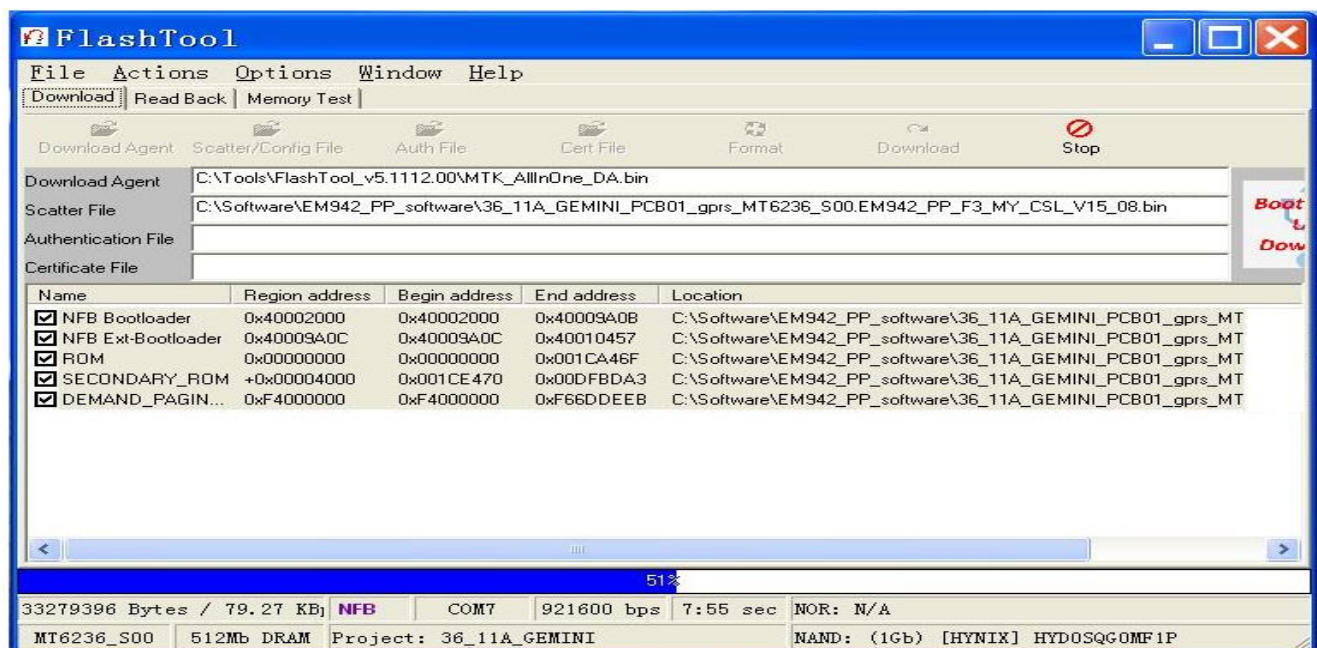 FlashTool
File Actions Options Window Help
Download Read Back Memory Test
Download Agent Scatter/Config File Auth File Cert File Format Download Stop
Download Agent C:\Tools\FlashTool_v5.1112.00\MTK_AllInOne_DA.bin
Scatter File C:\Software\EM942_PP_software\36_11A_GEMINI_PCB01_gprs_MT6236_S00.EM942_PP_F3_MY_CSL_V15_08.bin
Authentication File
Certificate File
Boot
L
Dow
Name Region address Begin address End address Location
NFB Bootloader 0x40002000 0x40002000 0x40009A0B C:\Software\EM942_PP_software\36_11A_GEMINI_PCB01_gprs_MT
NFB Ext-Bootloader 0x40009A0C 0x40009A0C 0x40010457 C:\Software\EM942_PP_software\36_11A_GEMINI_PCB01_gprs_MT
ROM 0x00000000 0x00000000 0x001CA46F C:\Software\EM942_PP_software\36_11A_GEMINI_PCB01_gprs_MT
SECONDARY_ROM +0x00004000 0x001CE470 0x00DFBDA3 C:\Software\EM942_PP_software\36_11A_GEMINI_PCB01_gprs_MT
DEMAND_PAGIN... 0xF4000000 0xF4000000 0xF66DDEEB C:\Software\EM942_PP_software\36_11A_GEMINI_PCB01_gprs_MT
51%
33279396 Bytes / 79.27 KB NFB COM7 921600 bps 7:55 sec NOR: N/A
MT6236_S00 512Mb DRAM Project: 36_11A_GEMINI NAND: (1Gb) [HYNIX] HYD0SQG0MF1P